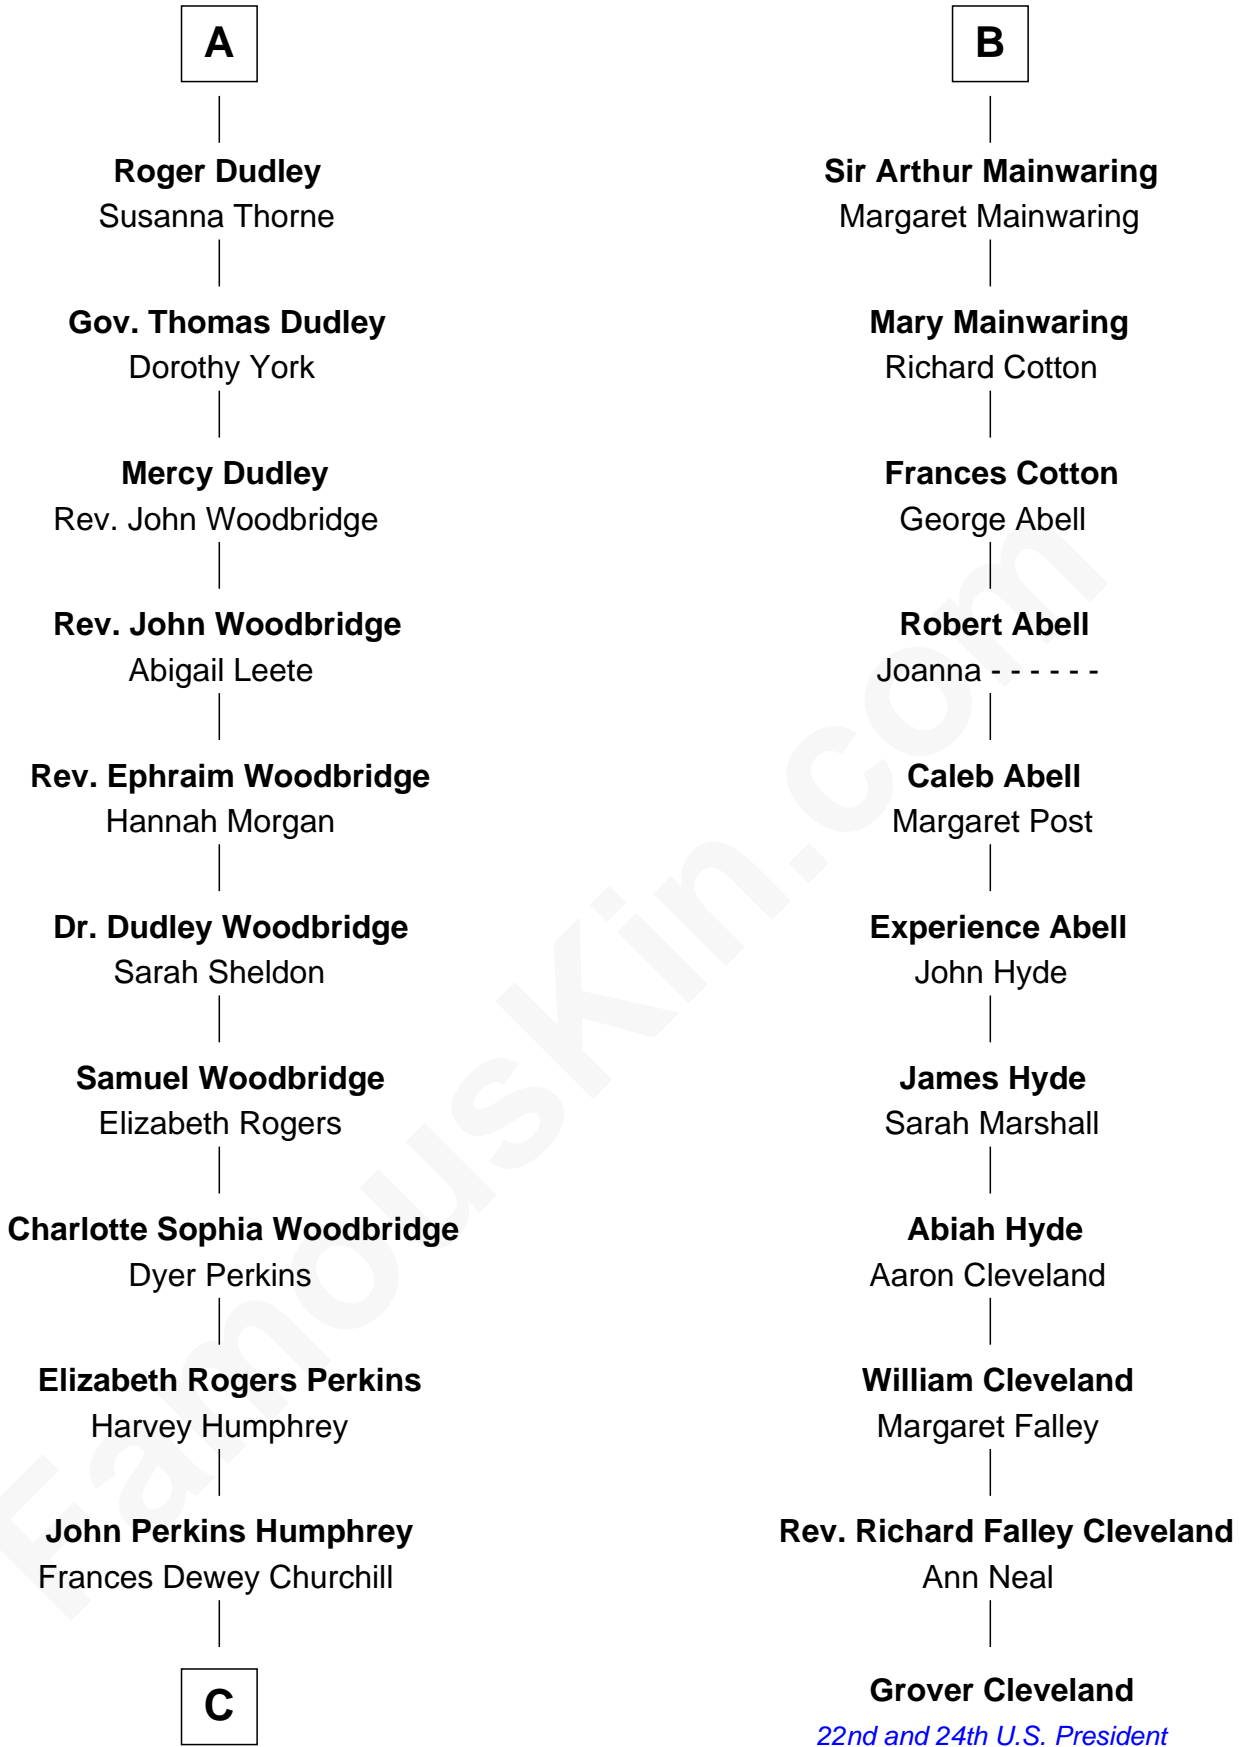 A
Roger Dudley
Susanna Thorne
Gov. Thomas Dudley
Dorothy York
Mercy Dudley
Rev. John Woodbridge
Rev. John Woodbridge
Abigail Leete
Rev. Ephraim Woodbridge
Hannah Morgan
Dr. Dudley Woodbridge
Sarah Sheldon
Samuel Woodbridge
Elizabeth Rogers
Charlotte Sophia Woodbridge
Dyer Perkins
Elizabeth Rogers Perkins
Harvey Humphrey
John Perkins Humphrey
Frances Dewey Churchill
C
B
Sir Arthur Mainwaring
Margaret Mainwaring
Mary Mainwaring
Richard Cotton
Frances Cotton
George Abell
Robert Abell
Joanna - - - - - -
Caleb Abell
Margaret Post
Experience Abell
John Hyde
James Hyde
Sarah Marshall
Abiah Hyde
Aaron Cleveland
William Cleveland
Margaret Falley
Rev. Richard Falley Cleveland
Ann Neal
Grover Cleveland
22nd and 24th U.S. President
FamousKin.com